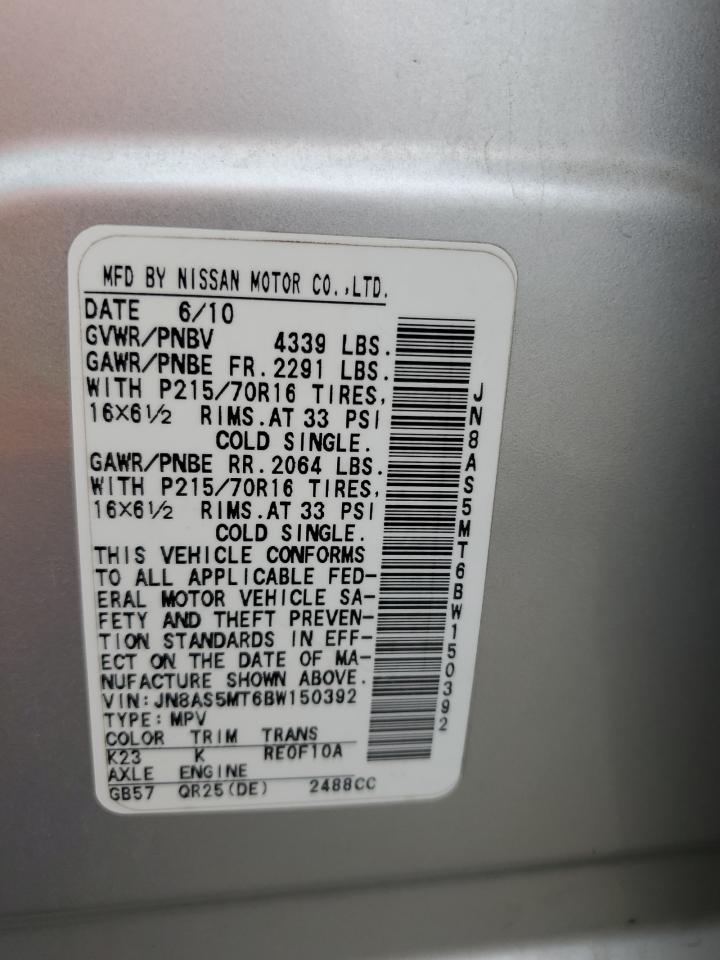 MFD BY NISSAN MOTOR CO.,LTD.
DATE 6/10
GVWR/PNBV 4339 LBS.
GAWR/PNBE FR. 2291 LBS.
WITH P215/70R16 TIRES,
16X6½ RIMS. AT 33 PSI
COLD SINGLE.
GAWR/PNBE RR. 2064 LBS.
WITH P215/70R16 TIRES,
16X6½ RIMS. AT 33 PSI
COLD SINGLE.
THIS VEHICLE CONFORMS
TO ALL APPLICABLE FED-
ERAL MOTOR VEHICLE SA-
FETY AND THEFT PREVEN-
TION STANDARDS IN EFF-
ECT ON THE DATE OF MA-
NUFACTURE SHOWN ABOVE.
VIN: JN8AS5MT6BW150392
TYPE: MPV
COLOR TRIM TRANS
K23 K RE0F10A
AXLE ENGINE
GB57 QR25(DE) 2488CC
JN8AS5MT6BW150392